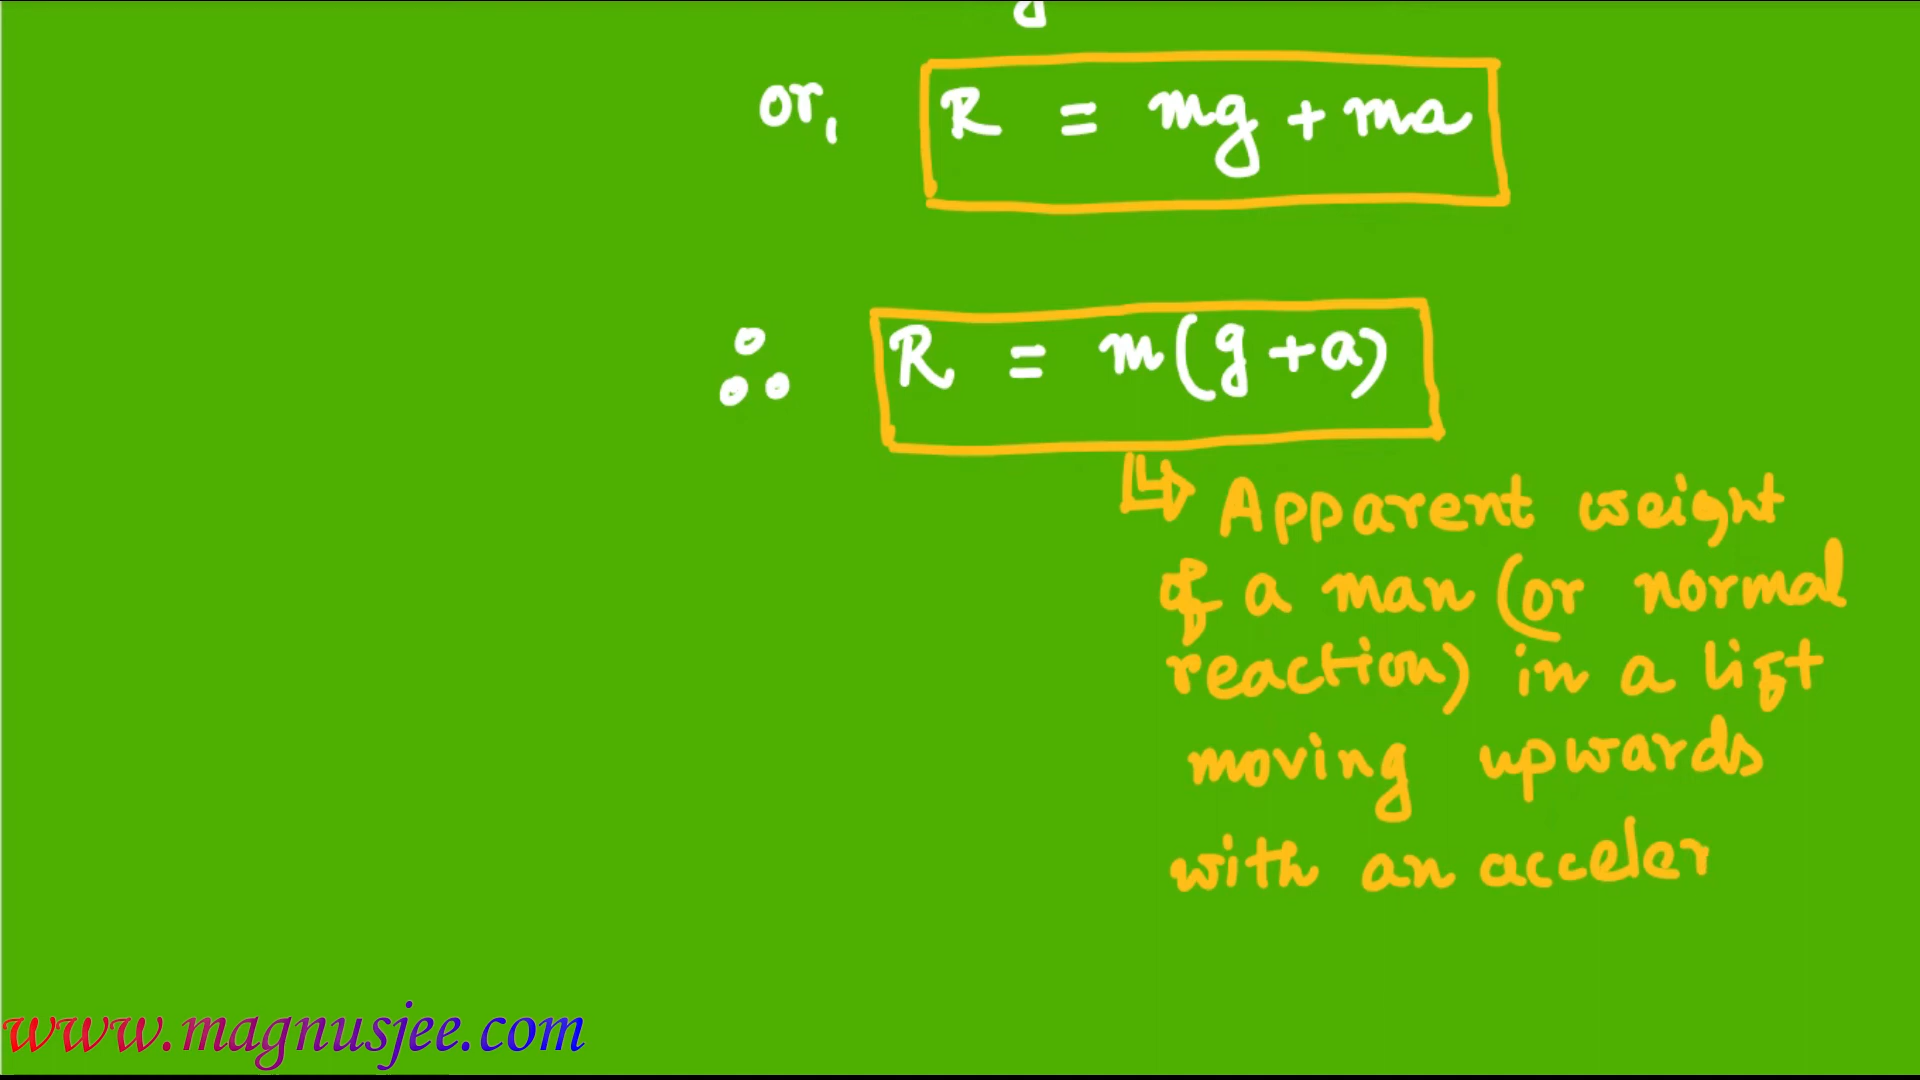 or, R = mg + ma
∴ R = m(g + a)
↳ Apparent weight
of a man (or normal
reaction) in a lift
moving upwards
with an acceler
www.magnusjee.com